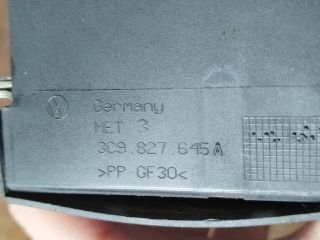 Germany
MET 3
3C9.827.645A
>PP GF30<